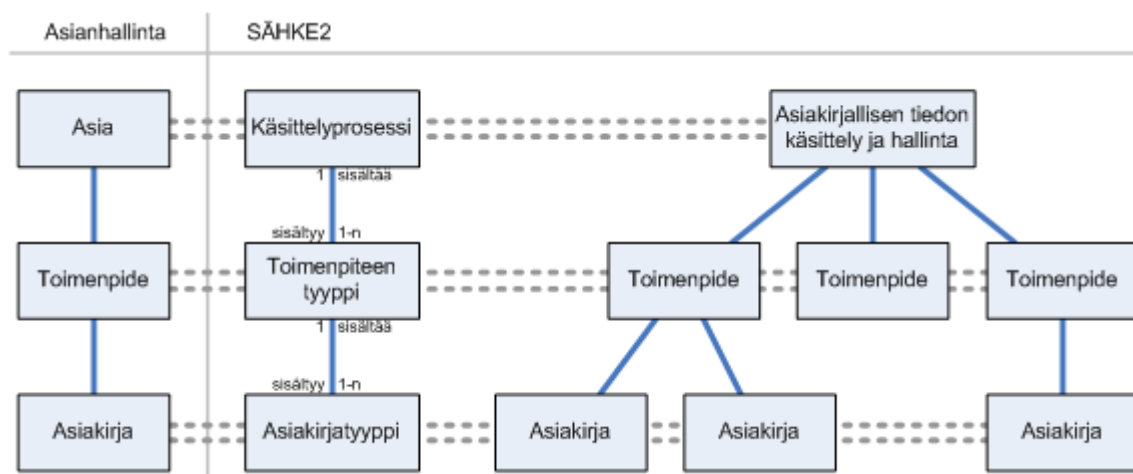 Asianhallinta
SÄHKE2
Asia
Käsittelyprosessi
Asiakirjallisen tiedon
käsittely ja hallinta
1 sisältää
sisältyy 1-n
Toimenpide
Toimenpiteen
tyyppi
Toimenpide
Toimenpide
Toimenpide
1 sisältää
sisältyy 1-n
Asiakirja
Asiakirjatyyppi
Asiakirja
Asiakirja
Asiakirja